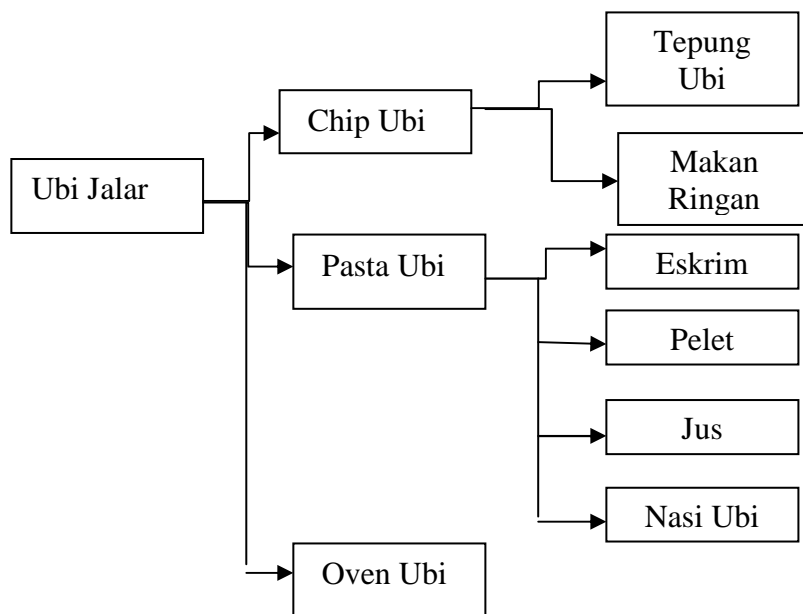 Tepung
Ubi
Chip Ubi
Makan
Ringan
Ubi Jalar
Pasta Ubi
Eskrim
Pelet
Jus
Nasi Ubi
Oven Ubi